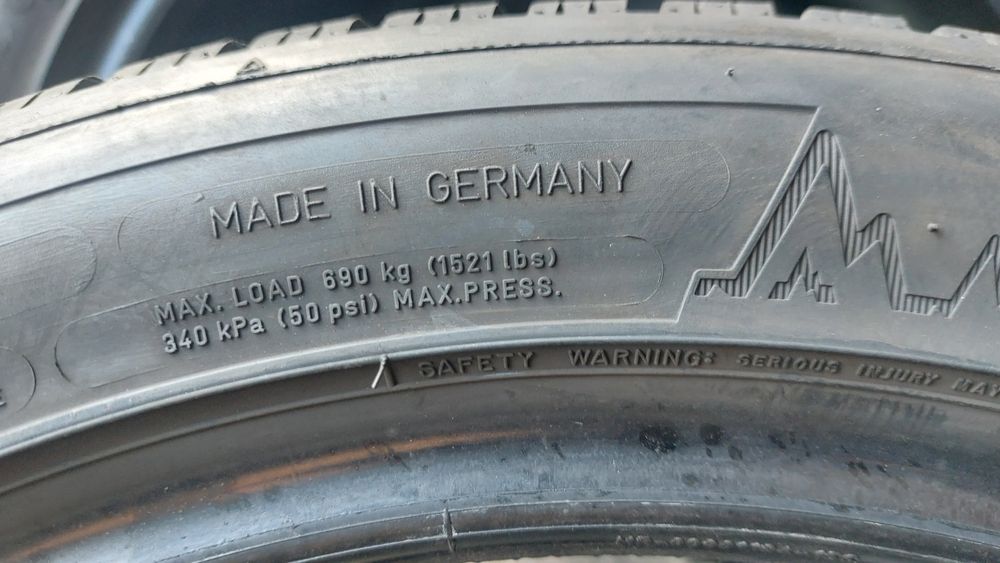 MADE IN GERMANY
MAX. LOAD 690 kg (1521 lbs)
340 kPa (50 psi) MAX.PRESS.
SAFETY WARNING: SERIOUS INJURY MAY